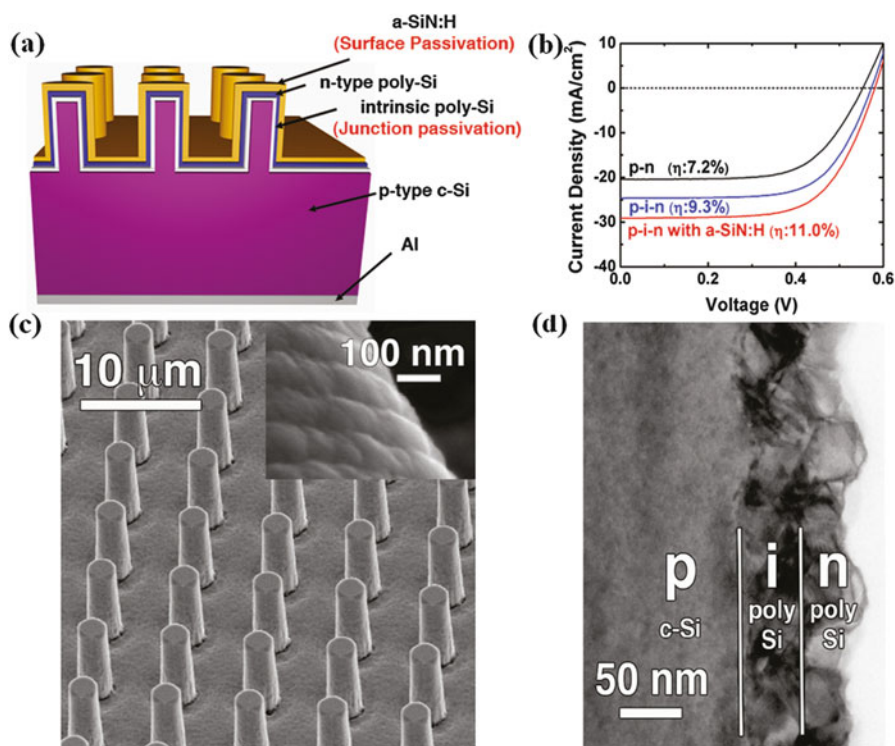 (a)
a-SiN:H
(Surface Passivation)
n-type poly-Si
intrinsic poly-Si
(Junction passivation)
p-type c-Si
Al
(b)
Current Density (mA/cm²)
10
0
-10
-20
-30
-40
p-n (η:7.2%)
p-i-n (η:9.3%)
p-i-n with a-SiN:H (η:11.0%)
0.0 0.2 0.4 0.6
Voltage (V)
(c)
10 μm
100 nm
(d)
p i n
c-Si poly poly
Si Si
50 nm